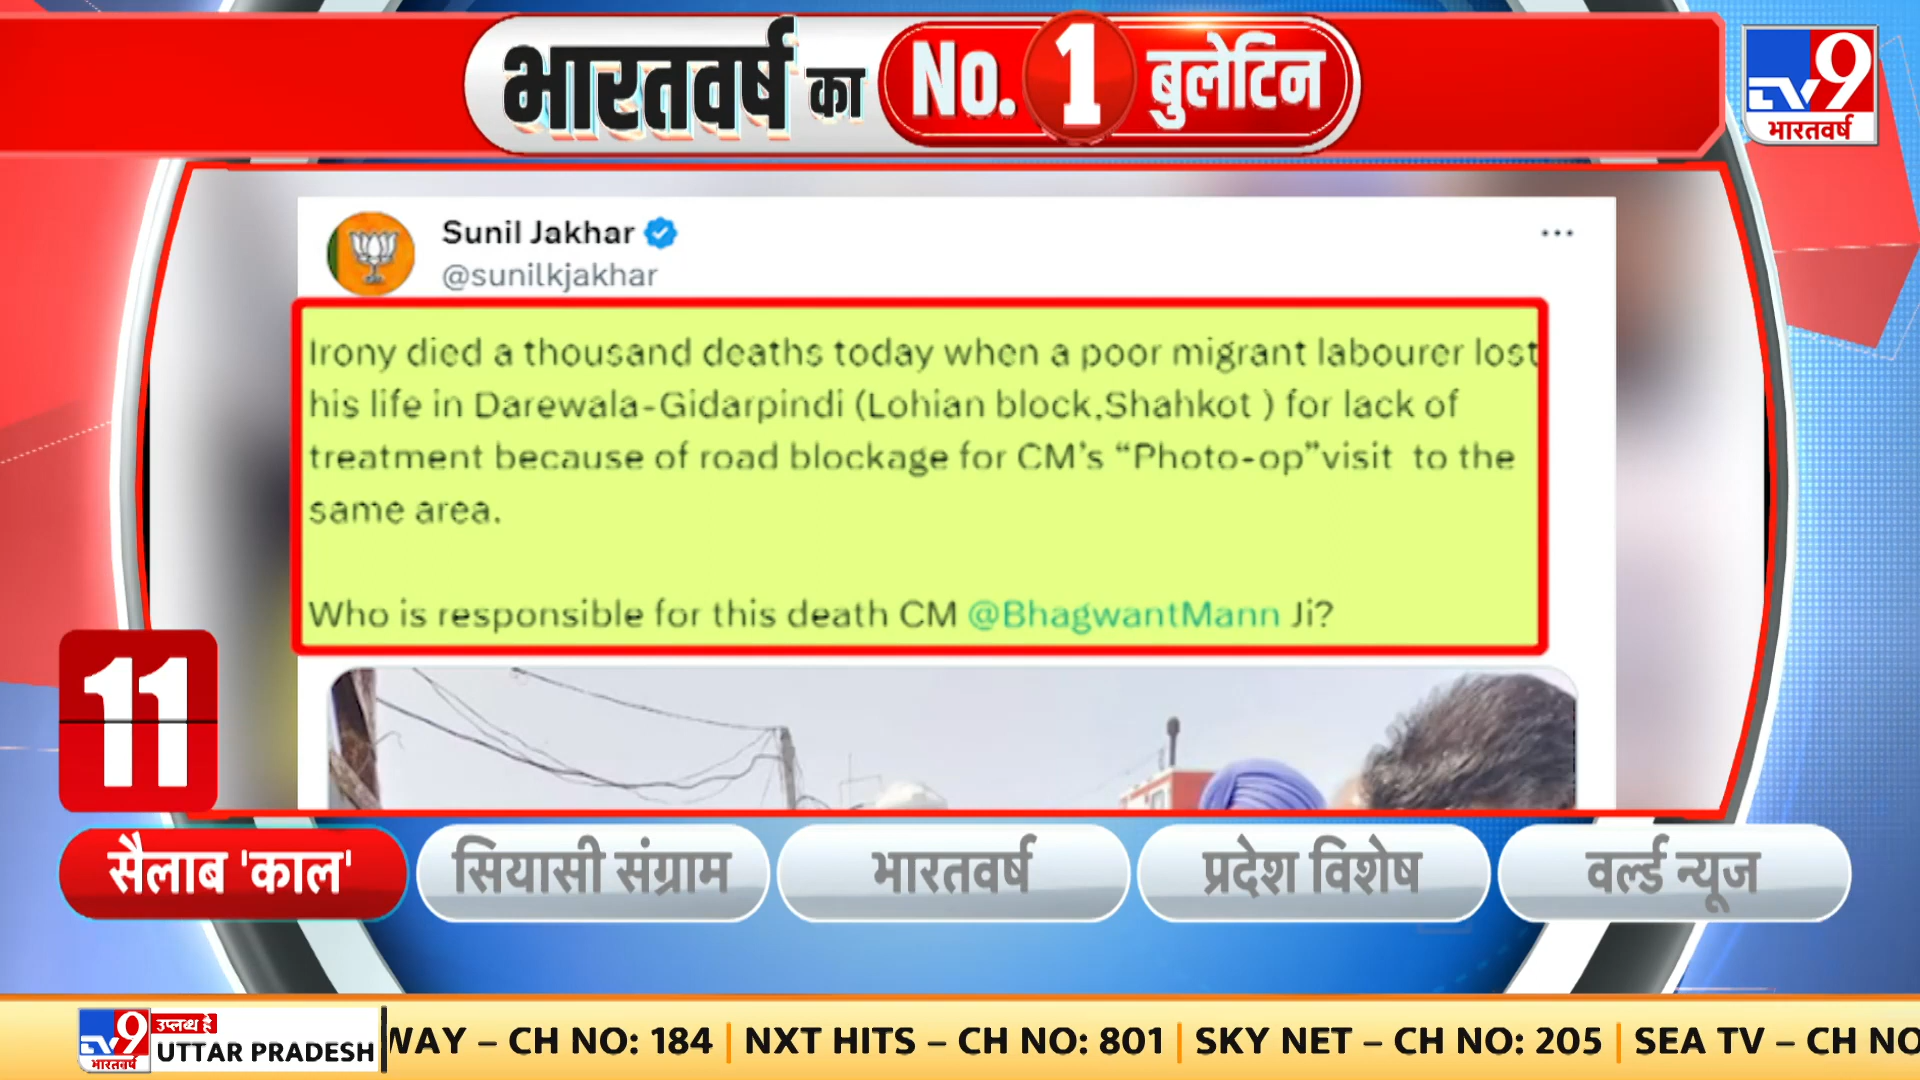 भारतवर्ष का No. 1 बुलेटिन
TV9
भारतवर्ष
Sunil Jakhar
@sunilkjakhar
Irony died a thousand deaths today when a poor migrant labourer lost
his life in Darewala-Gidarpindi (Lohian block,Shahkot ) for lack of
treatment because of road blockage for CM's “Photo-op”visit to the
same area.
Who is responsible for this death CM @BhagwantMann Ji?
11
सैलाब 'काल'
सियासी संग्राम
भारतवर्ष
प्रदेश विशेष
वर्ल्ड न्यूज
TV9
भारतवर्ष
उप्लब्ध है
UTTAR PRADESH
WAY – CH NO: 184 | NXT HITS – CH NO: 801 | SKY NET – CH NO: 205 | SEA TV – CH NO